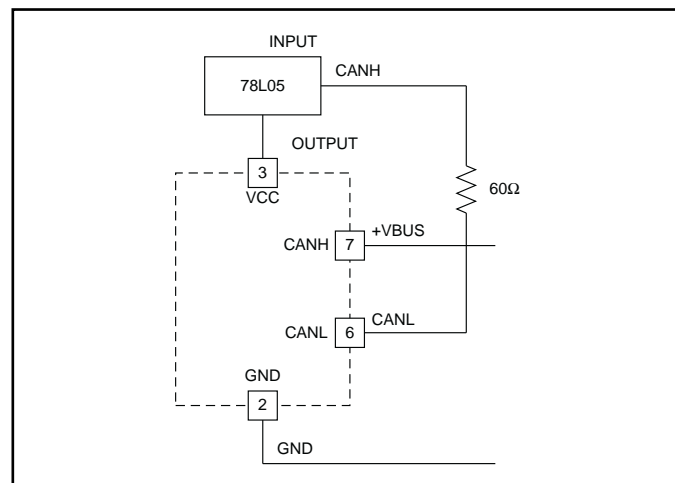 INPUT
78L05
CANH
OUTPUT
3
VCC
60Ω
CANH
7
+VBUS
CANL
6
CANL
GND
2
GND